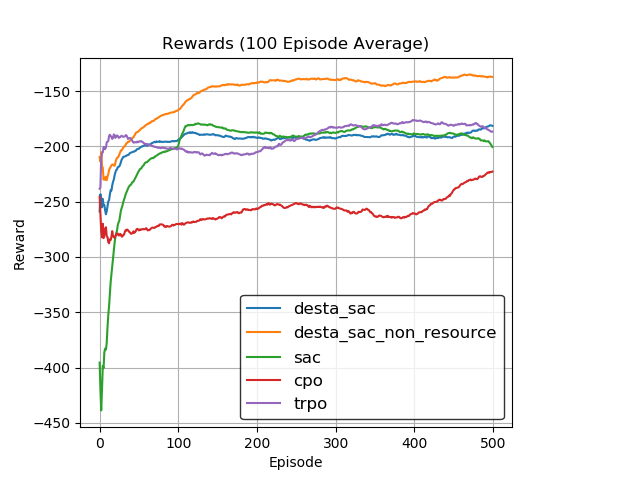 Rewards (100 Episode Average)
Reward
−150
−200
−250
−300
−350
−400
−450
desta_sac
desta_sac_non_resource
sac
cpo
trpo
0 100 200 300 400 500
Episode